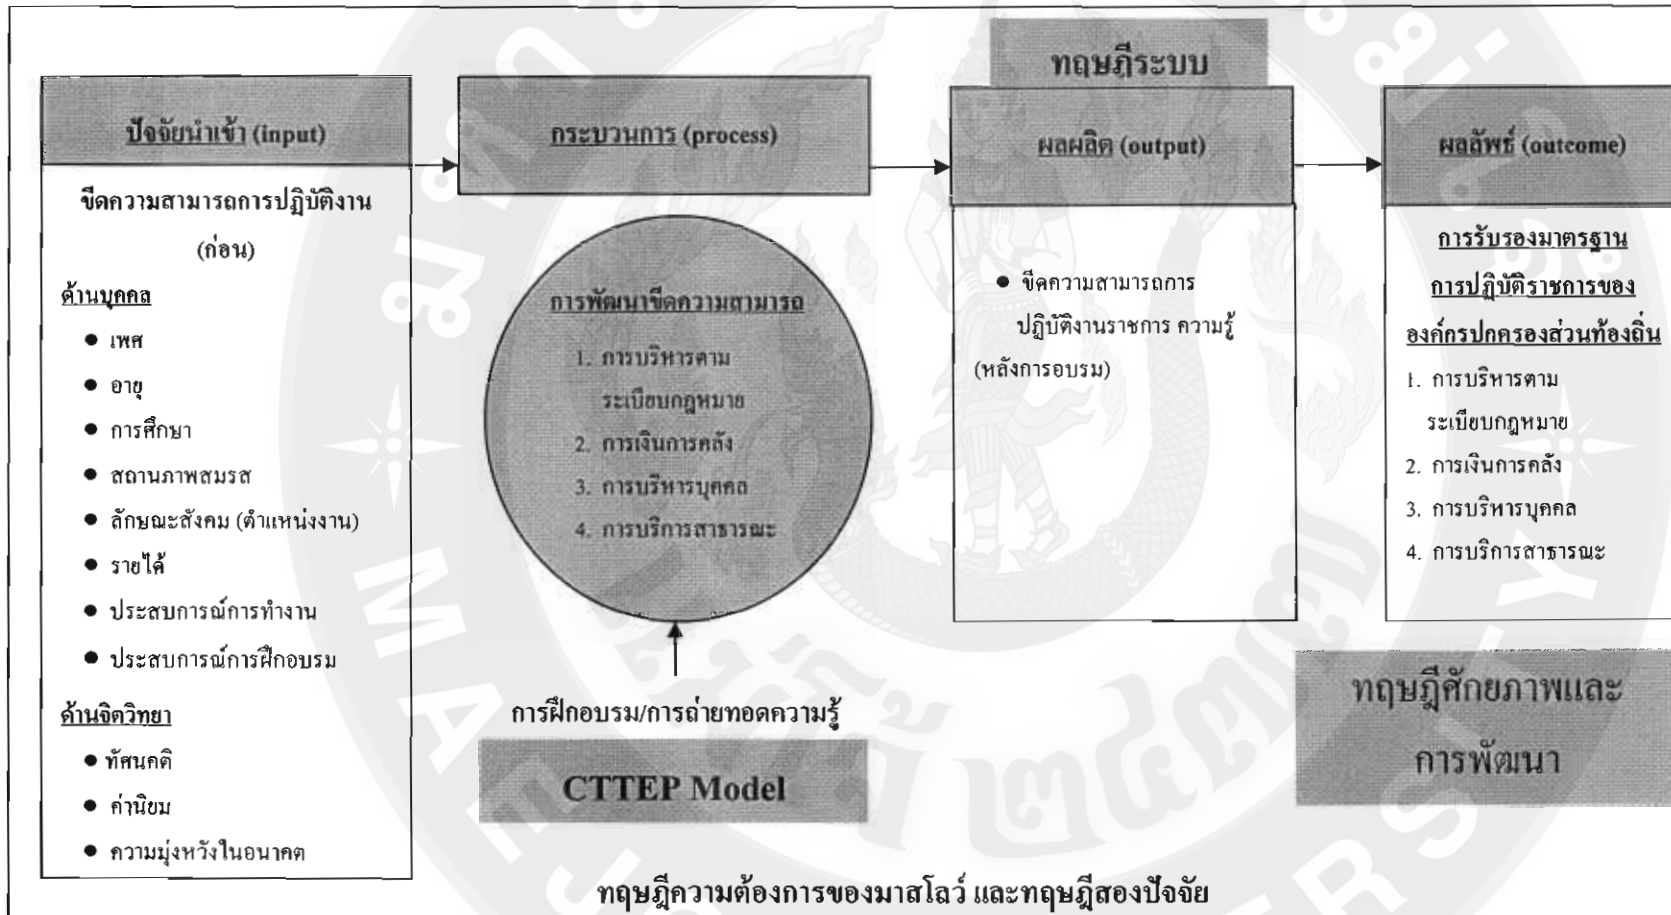 ทฤษฎีระบบ
ปัจจัยนำเข้า (input)
ขีดความสามารถการปฏิบัติงาน
(ก่อน)
ด้านบุคคล
● เพศ
● อายุ
● การศึกษา
● สถานภาพสมรส
● ลักษณะสังคม (ตำแหน่งงาน)
● รายได้
● ประสบการณ์การทำงาน
● ประสบการณ์การฝึกอบรม
ด้านจิตวิทยา
● ทัศนคติ
● ค่านิยม
● ความมุ่งหวังในอนาคต
กระบวนการ (process)
การพัฒนาขีดความสามารถ
1. การบริหารตาม
ระเบียบกฎหมาย
2. การเงินการคลัง
3. การบริหารบุคคล
4. การบริการสาธารณะ
การฝึกอบรม/การถ่ายทอดความรู้
CTTEP Model
ผลผลิต (output)
● ขีดความสามารถการ
ปฏิบัติงานราชการ ความรู้
(หลังการอบรม)
ผลลัพธ์ (outcome)
การรับรองมาตรฐาน
การปฏิบัติราชการของ
องค์กรปกครองส่วนท้องถิ่น
1. การบริหารตาม
ระเบียบกฎหมาย
2. การเงินการคลัง
3. การบริหารบุคคล
4. การบริการสาธารณะ
ทฤษฎีศักยภาพและ
การพัฒนา
ทฤษฎีความต้องการของมาสโลว์ และทฤษฎีสองปัจจัย